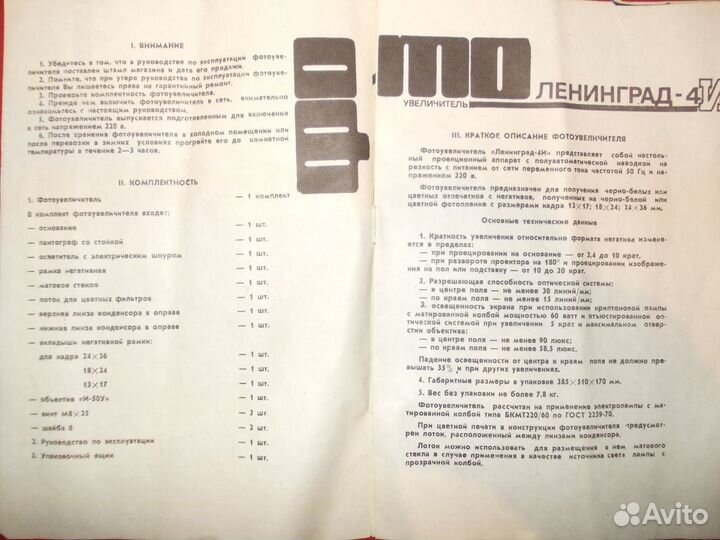 I. ВНИМАНИЕ
1. Убедитесь в том, что в руководстве по эксплуатации фотоуве-
личителя поставлен штамп магазина и дата его продажи.
2. Помните, что при утере руководства по эксплуатации фотоуве-
личителя Вы лишаетесь права на гарантийный ремонт.
3. Проверьте комплектность фотоувеличителя.
4. Прежде чем включить фотоувеличитель в сеть, внимательно
ознакомьтесь с настоящим руководством.
5. Фотоувеличитель выпускается подготовленным для включения
в сеть напряжением 220 в.
6. После хранения фотоувеличителя в холодном помещении или
после перевозки в зимних условиях прогрейте его до комнатной
температуры в течение 2—3 часов.
II. КОМПЛЕКТНОСТЬ
1. Фотоувеличитель — 1 комплект
В комплект фотоувеличителя входят:
— основание — 1 шт.
— пантограф со стойкой — 1 шт.
— осветитель с электрическим шнуром — 1 шт.
— рамка негативная — 1 шт.
— матовое стекло — 1 шт.
— лоток для цветных фильтров — 1 шт.
— верхняя линза конденсора в оправе — 1 шт.
— нижняя линза конденсора в оправе — 1 шт.
— вкладыши негативной рамки:
для кадра 24×36 — 1 шт.
18×24 — 1 шт.
13×17 — 1 шт.
— объектив «И-50У» — 1 шт.
— винт М8×25 — 2 шт.
— шайба 8 — 2 шт.
2. Руководство по эксплуатации — 1 шт.
3. Упаковочный ящик — 1 шт.
ФОТО
УВЕЛИЧИТЕЛЬ
ЛЕНИНГРАД-4И
III. КРАТКОЕ ОПИСАНИЕ ФОТОУВЕЛИЧИТЕЛЯ
Фотоувеличитель «Ленинград-4И» представляет собой настоль-
ный проекционный аппарат с полуавтоматической наводкой на
резкость с питанием от сети переменного тока частотой 50 Гц и на-
пряжением 220 в.
Фотоувеличитель предназначен для получения черно-белых или
цветных отпечатков с негативов, полученных на черно-белой или
цветной фотопленке с размерами кадра 13×17; 18×24; 24×36 мм.
Основные технические данные
1. Кратность увеличения относительно формата негатива изменяе-
тся в пределах:
— при проецировании на основание — от 2,4 до 10 крат,
— при развороте проектора на 180° и проецировании изображе-
ния на пол или подставку — от 10 до 20 крат.
2. Разрешающая способность оптической системы:
— в центре поля — не менее 30 линий/мм;
— по краям поля — не менее 15 линий/мм;
3. освещенность экрана при использовании криптоновой лампы
с матированной колбой мощностью 60 ватт и отъюстированной оп-
тической системой при увеличении 5 крат и максимальном отвер-
стии объектива:
— в центре поля — не менее 90 люкс;
— по краям поля — не менее 58,5 люкс.
Падение освещенности от центра к краям поля не должно пре-
вышать 35% и при других увеличениях.
4. Габаритные размеры в упаковке 385×510×170 мм.
5. Вес без упаковки не более 7,8 кг.
Фотоувеличитель рассчитан на применение электролампы с ма-
тированной колбой типа БКМТ220/60 по ГОСТ 2239-70.
При цветной печати в конструкции фотоувеличителя предусмот-
рен лоток, расположенный между линзами конденсора.
Лоток можно использовать для размещения в нем матового
стекла в случае применения в качестве источника света лампы с
прозрачной колбой.
Avito